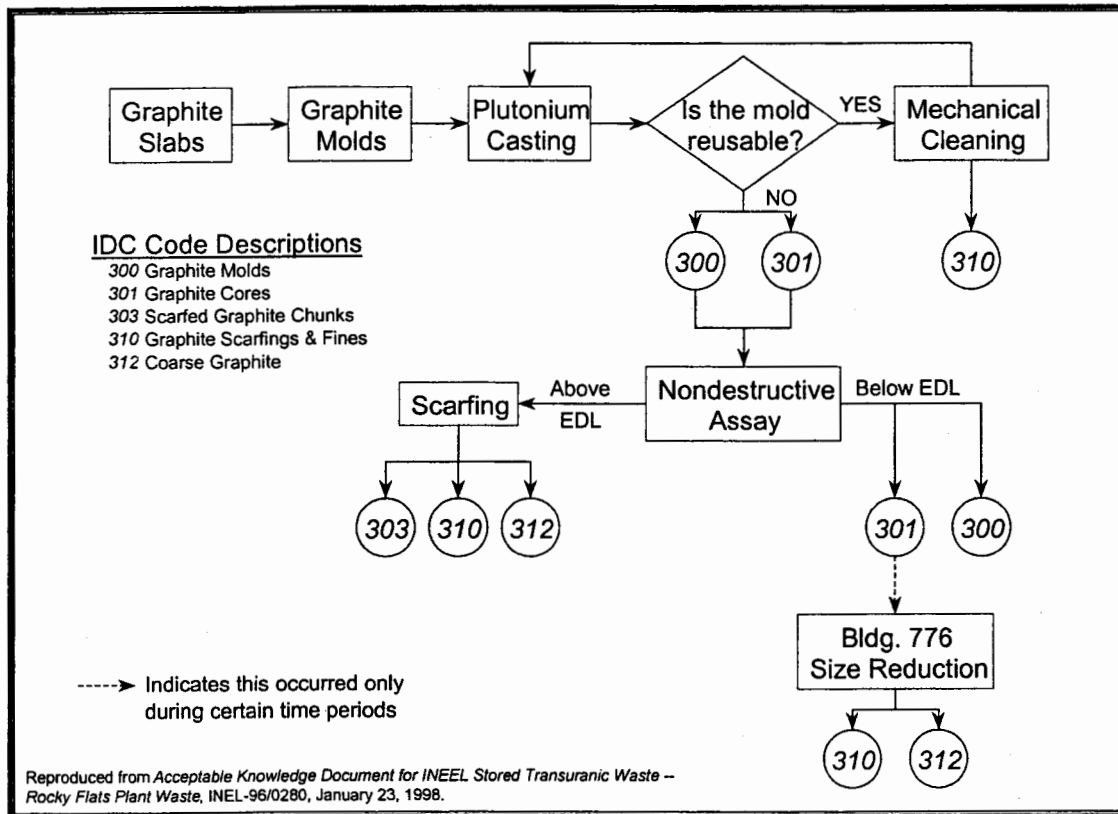 Graphite
Slabs
Graphite
Molds
Plutonium
Casting
Is the mold
reusable?
YES
Mechanical
Cleaning
NO
300
301
310
IDC Code Descriptions
300 Graphite Molds
301 Graphite Cores
303 Scarfed Graphite Chunks
310 Graphite Scarfings & Fines
312 Coarse Graphite
Scarfing
Above
EDL
Nondestructive
Assay
Below EDL
303
310
312
301
300
Bldg. 776
Size Reduction
310
312
Indicates this occurred only
during certain time periods
Reproduced from Acceptable Knowledge Document for INEEL Stored Transuranic Waste –
Rocky Flats Plant Waste, INEL-96/0280, January 23, 1998.